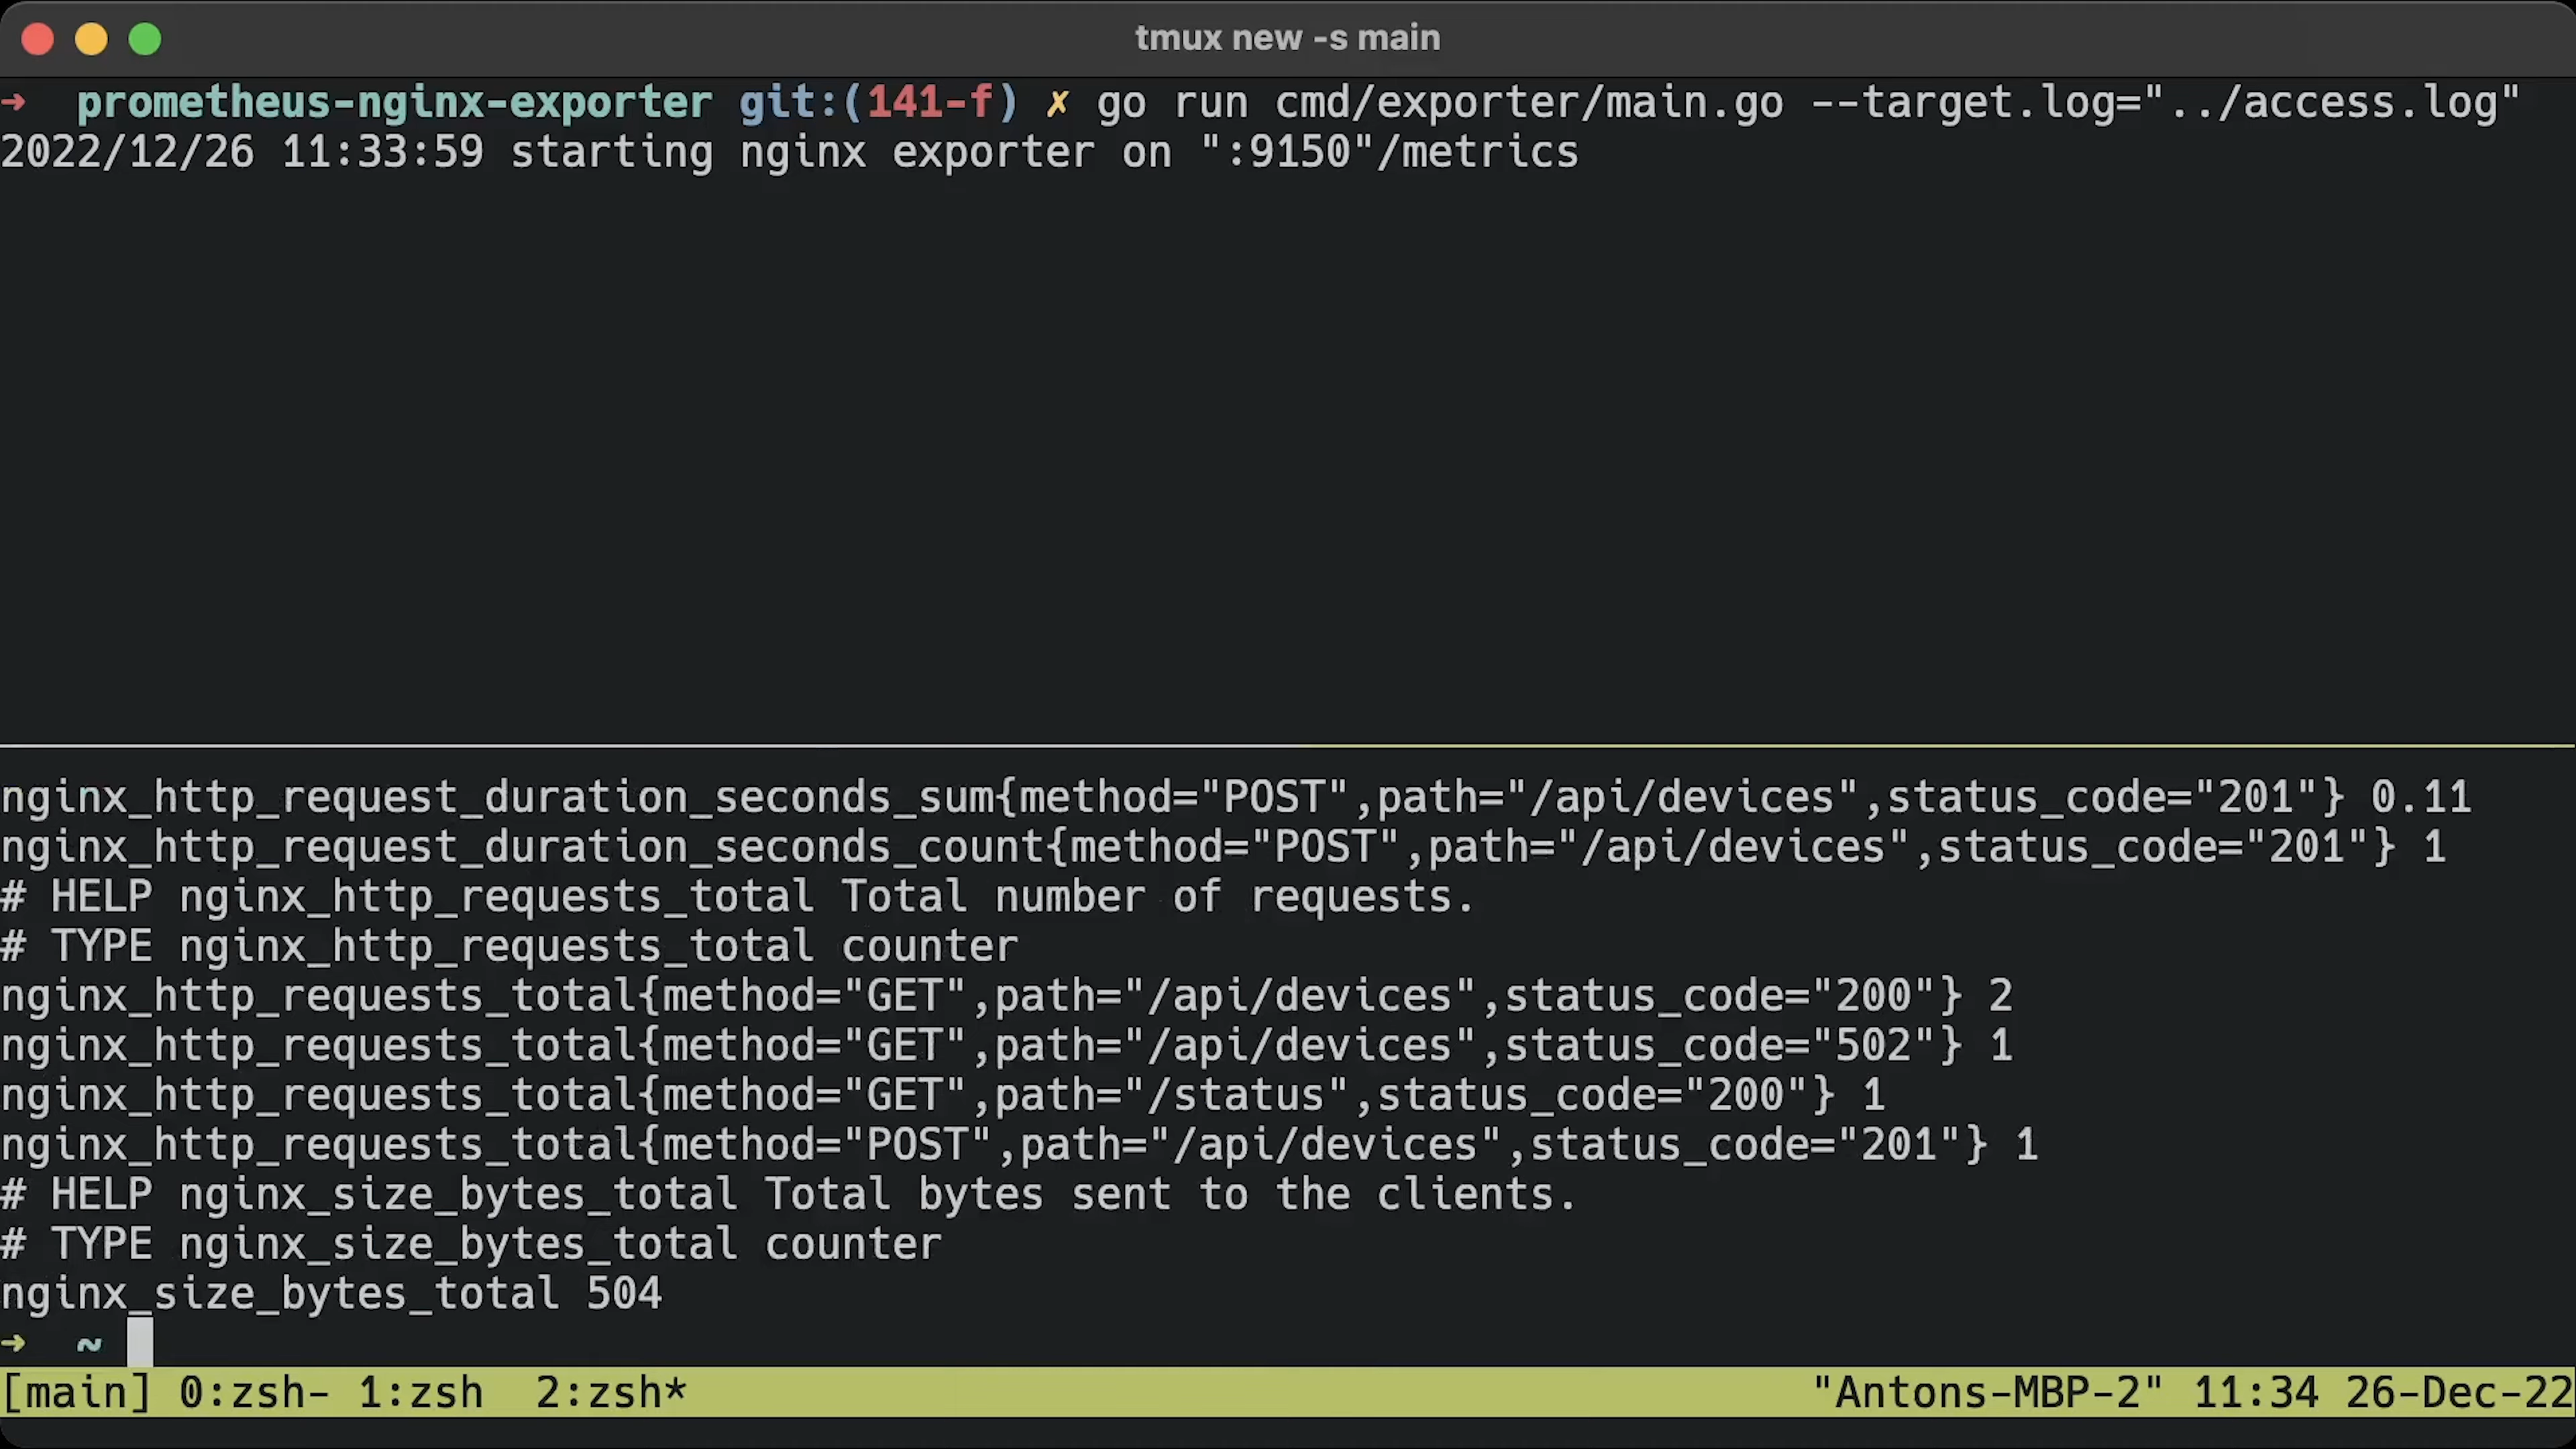 tmux new -s main
➜  prometheus-nginx-exporter git:(141-f) ✗ go run cmd/exporter/main.go --target.log="../access.log"
2022/12/26 11:33:59 starting nginx exporter on ":9150"/metrics
nginx_http_request_duration_seconds_sum{method="POST",path="/api/devices",status_code="201"} 0.11
nginx_http_request_duration_seconds_count{method="POST",path="/api/devices",status_code="201"} 1
# HELP nginx_http_requests_total Total number of requests.
# TYPE nginx_http_requests_total counter
nginx_http_requests_total{method="GET",path="/api/devices",status_code="200"} 2
nginx_http_requests_total{method="GET",path="/api/devices",status_code="502"} 1
nginx_http_requests_total{method="GET",path="/status",status_code="200"} 1
nginx_http_requests_total{method="POST",path="/api/devices",status_code="201"} 1
# HELP nginx_size_bytes_total Total bytes sent to the clients.
# TYPE nginx_size_bytes_total counter
nginx_size_bytes_total 504
➜  ~
[main] 0:zsh- 1:zsh  2:zsh* "Antons-MBP-2" 11:34 26-Dec-22